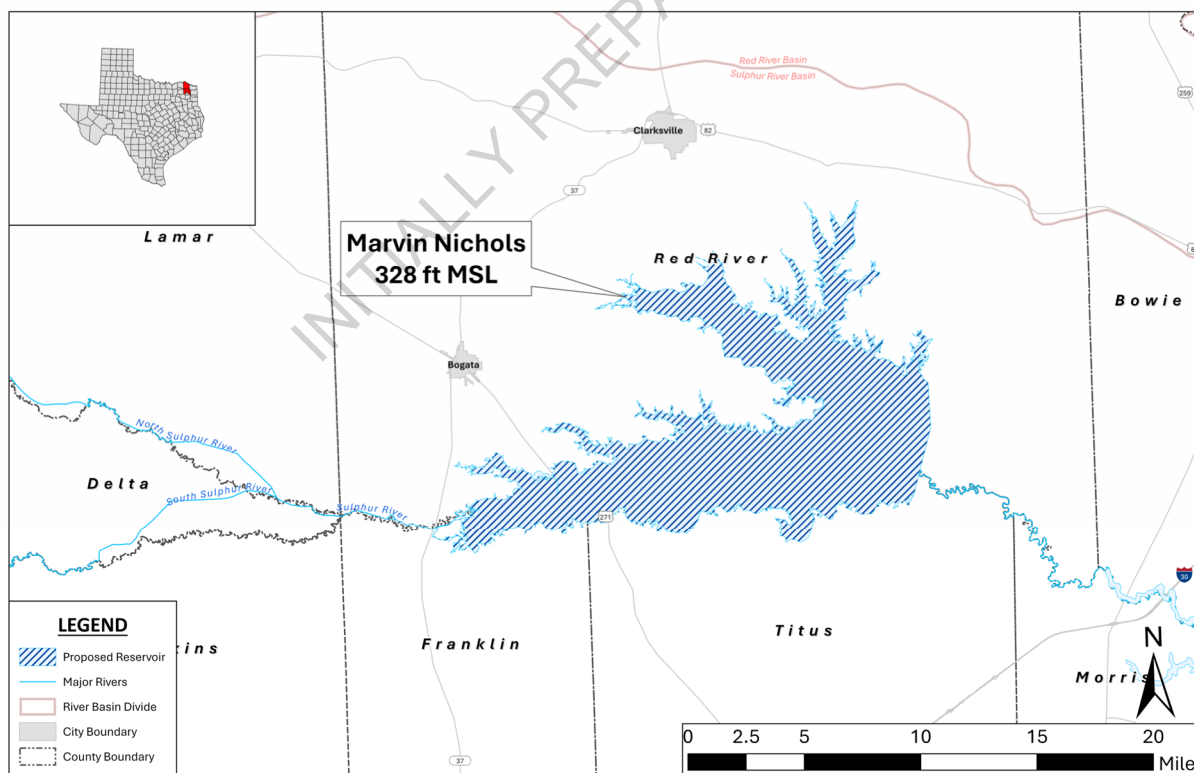 INITIALLY PREPA
Red River Basin
Sulphur River Basin
259
Clarksville
82
37
Lamar
Marvin Nichols
328 ft MSL
Red River
8
Bowie
Bogata
North Sulphur River
Delta
South Sulphur River
Sulphur River
271
30
LEGEND
Proposed Reservoir
Major Rivers
River Basin Divide
City Boundary
County Boundary
kins
Franklin
Titus
N
Morris
37
0 2.5 5 10 15 20
Mile